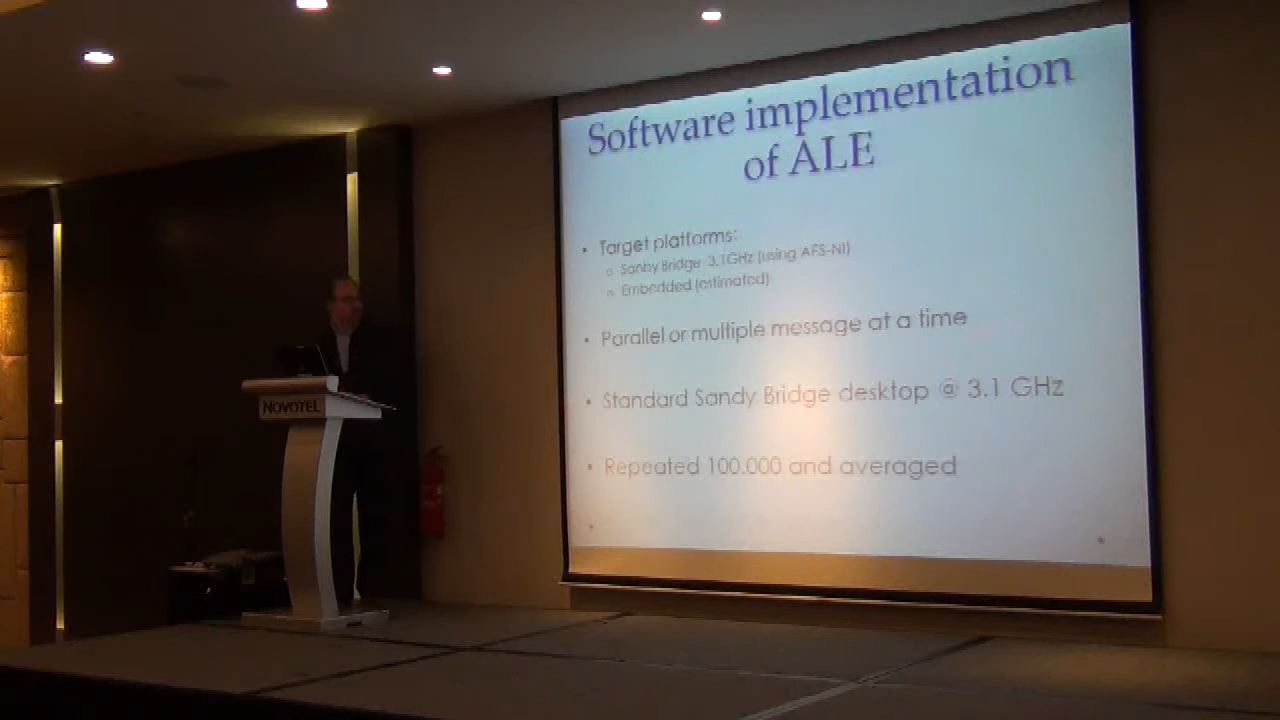 Software implementation
of ALE
• Target platforms:
o Sandy Bridge 3.1GHz (using AES-NI)
o Embedded (estimated)
• Parallel or multiple message at a time
• Standard Sandy Bridge desktop @ 3.1 GHz
• Repeated 100.000 and averaged
NOVOTEL